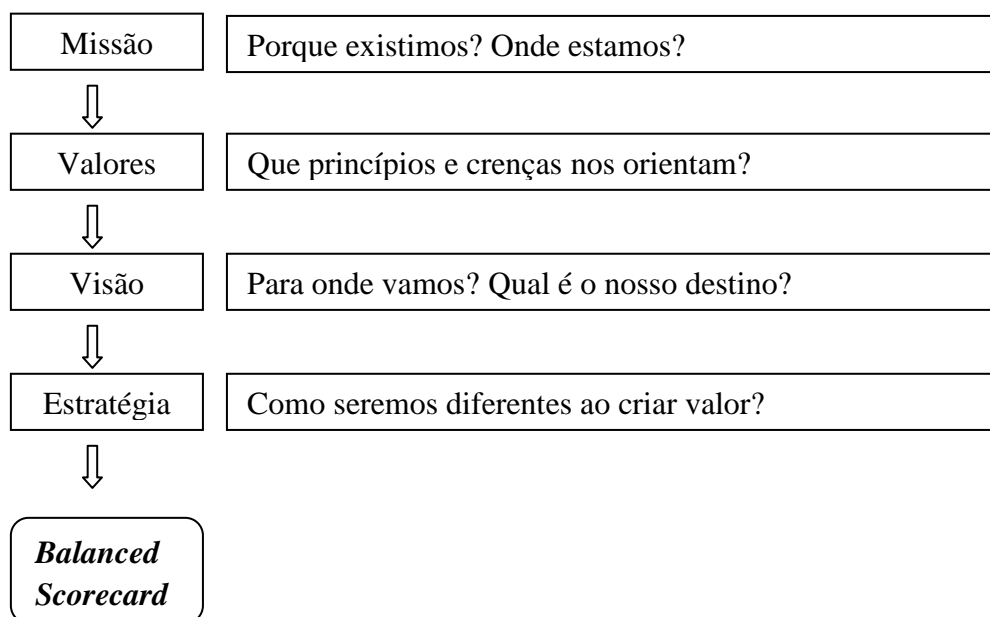 Missão
Porque existimos? Onde estamos?
Valores
Que princípios e crenças nos orientam?
Visão
Para onde vamos? Qual é o nosso destino?
Estratégia
Como seremos diferentes ao criar valor?
Balanced
Scorecard